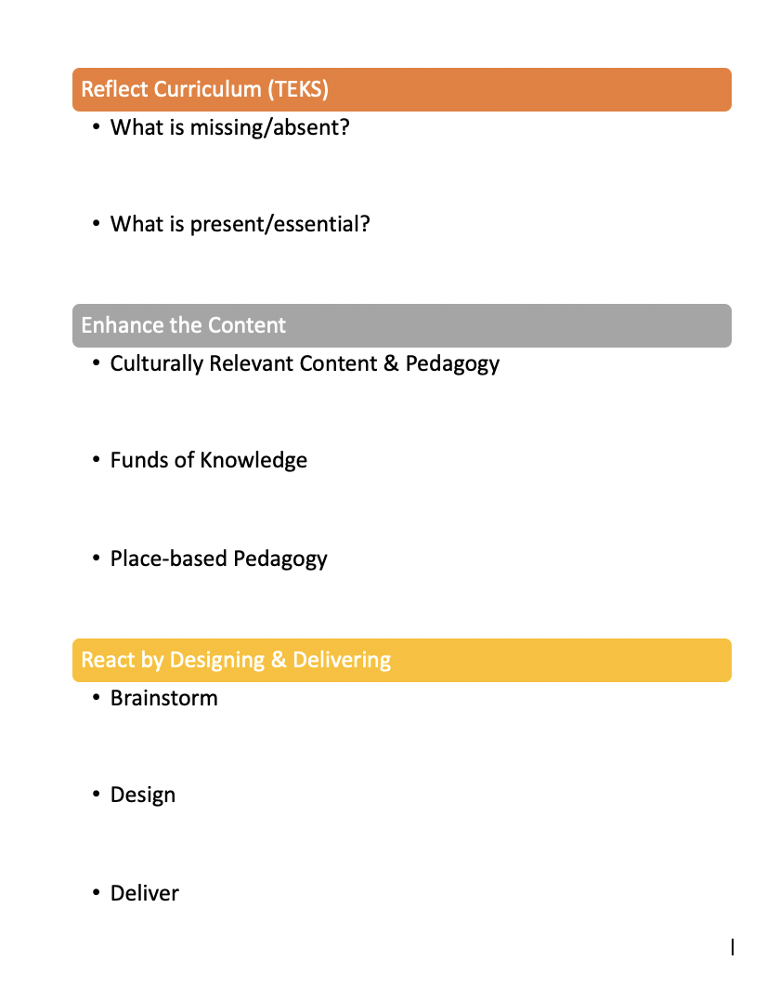 Reflect Curriculum (TEKS)
• What is missing/absent?
• What is present/essential?
Enhance the Content
• Culturally Relevant Content & Pedagogy
• Funds of Knowledge
• Place-based Pedagogy
React by Designing & Delivering
• Brainstorm
• Design
• Deliver